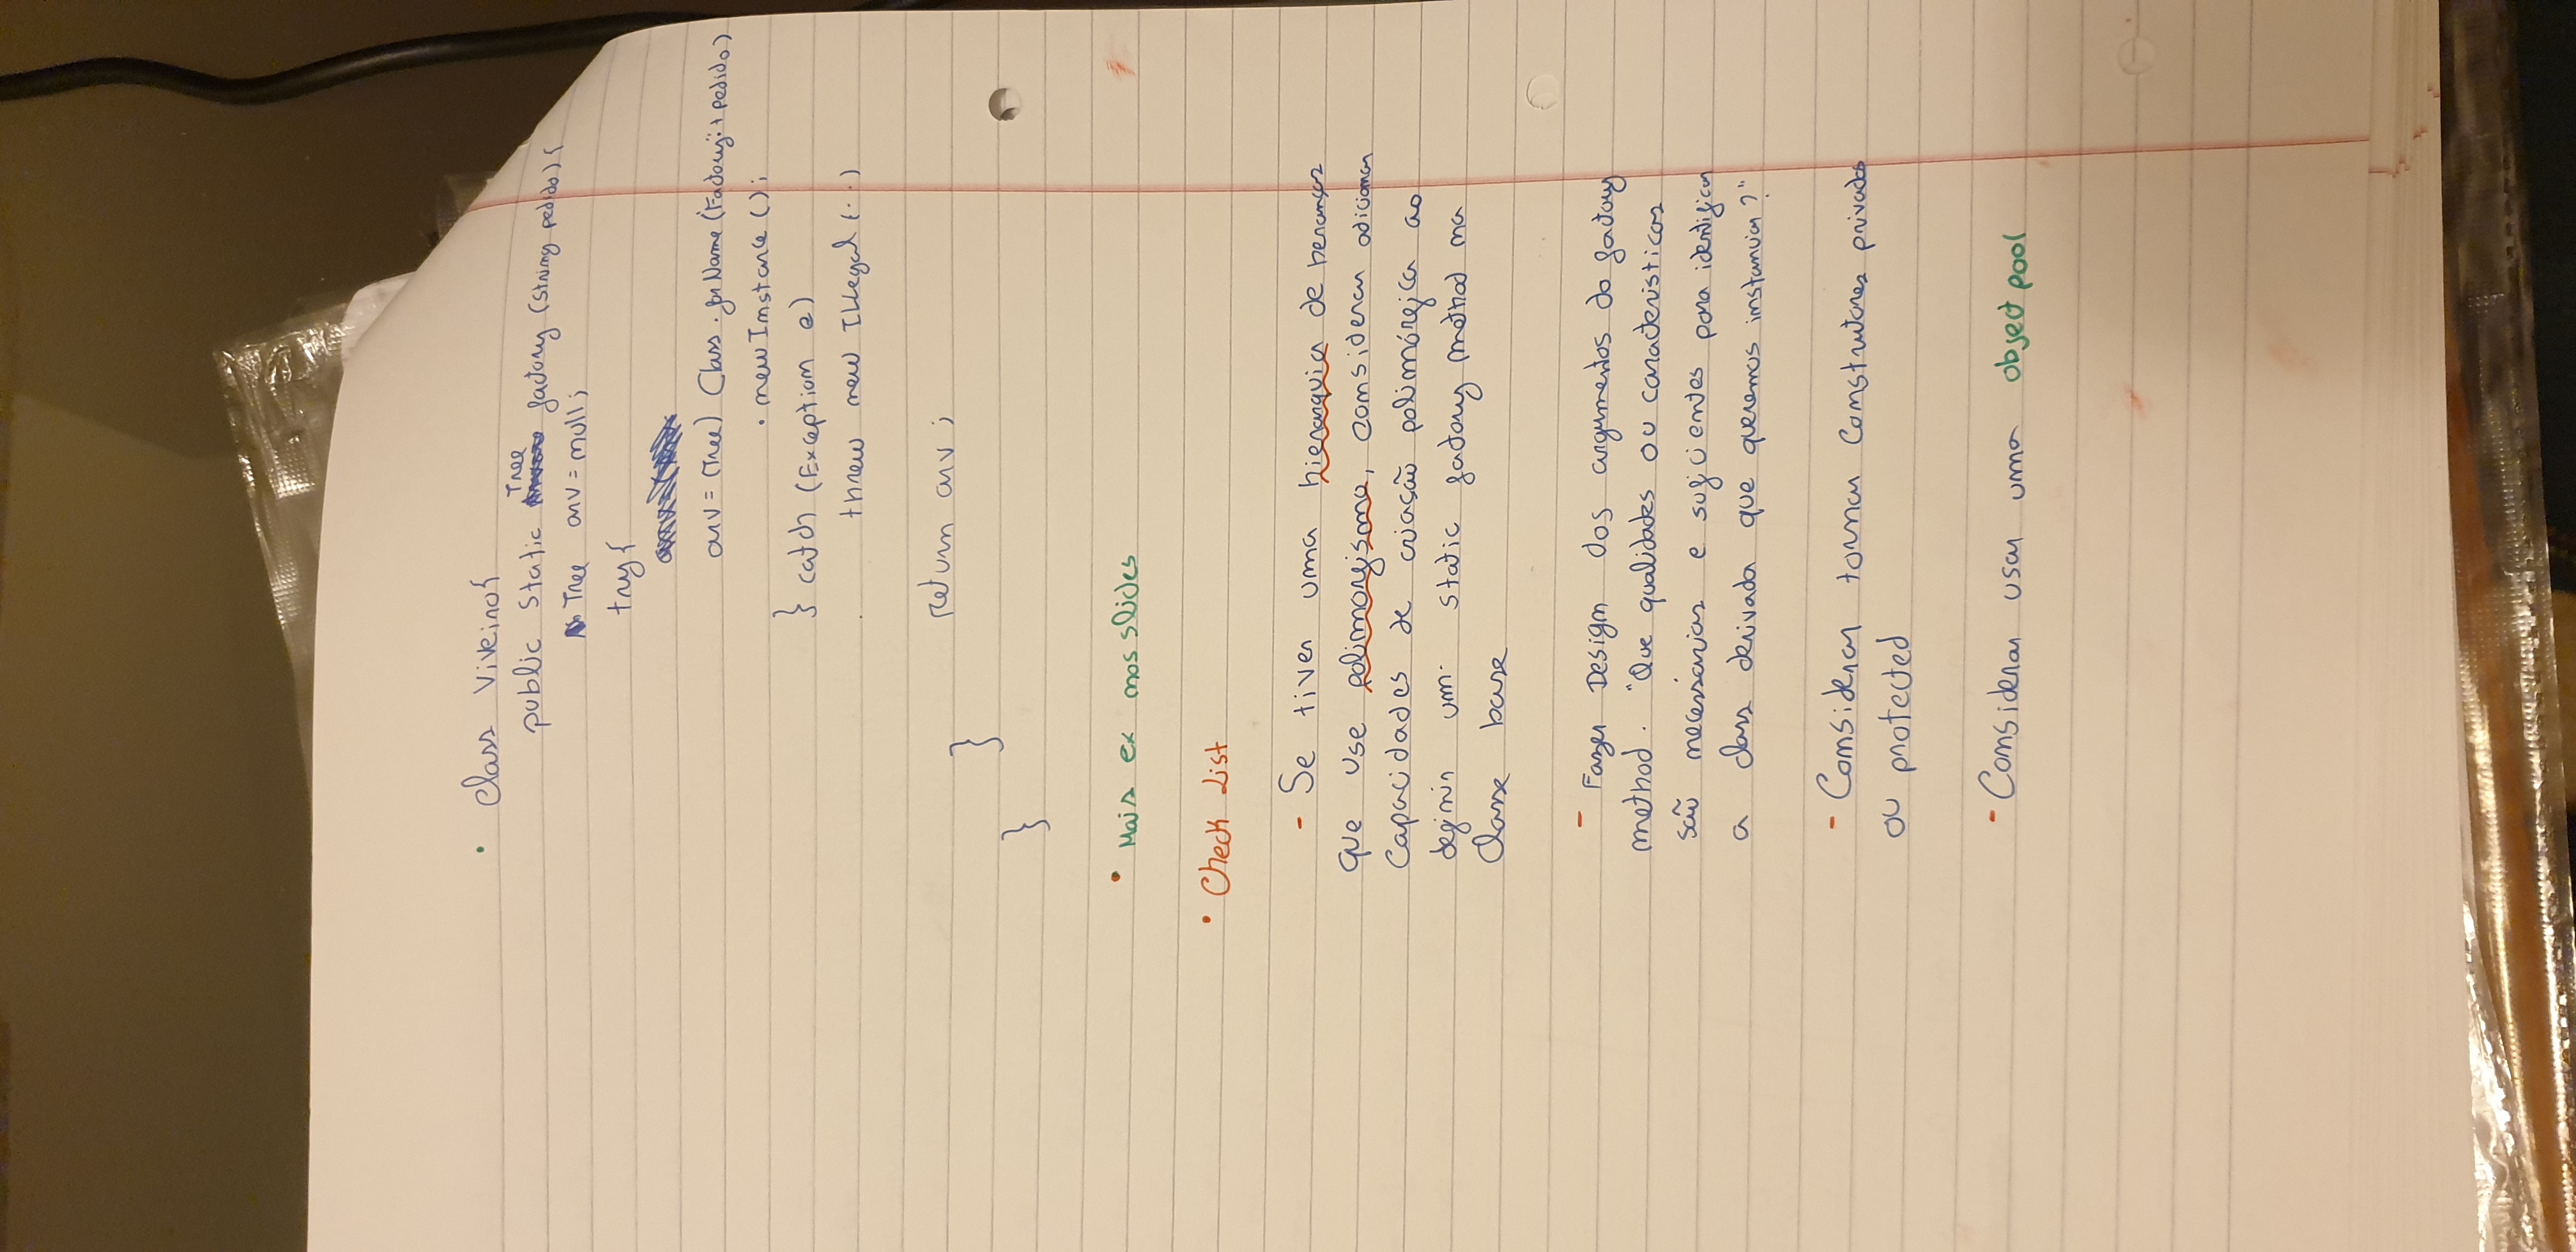 • Class Viveiro{
public static Tree factory (String pedido) {
Tree arv = null;
try {
arv = (Tree) Class.forName ("Factory." + pedido)
.newInstance ();
} catch (Exception e)
threw new Illegal (...)
return arv;
}
}
• Mais ex nos slides
• Check List
- Se tiver uma hierarquia de heranças
que use polimorfismo, considerar adicionar
capacidades de criação polimórfica ao
definir um static factory method na
Classe base
- Fazer Design dos argumentos do factory
method. "Que qualidades ou caracteristicas
são necessárias e suficientes para identificar
a class derivada que queremos instanciar?"
- Considerar tornar Construtores privados
ou protected
- Considerar usar uma object pool